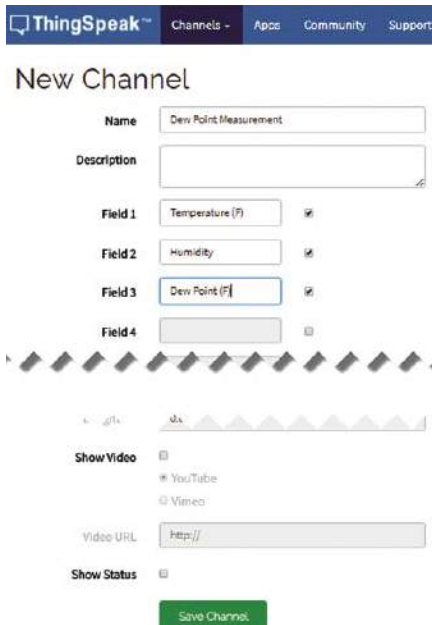 ThingSpeak™ Channels Apps Community Support
New Channel
Name Dew Point Measurement
Description
Field 1 Temperature (F)
Field 2 Humidity
Field 3 Dew Point (F)
Field 4
Show Video
YouTube
Vimeo
Video URL http://
Show Status
Save Channel